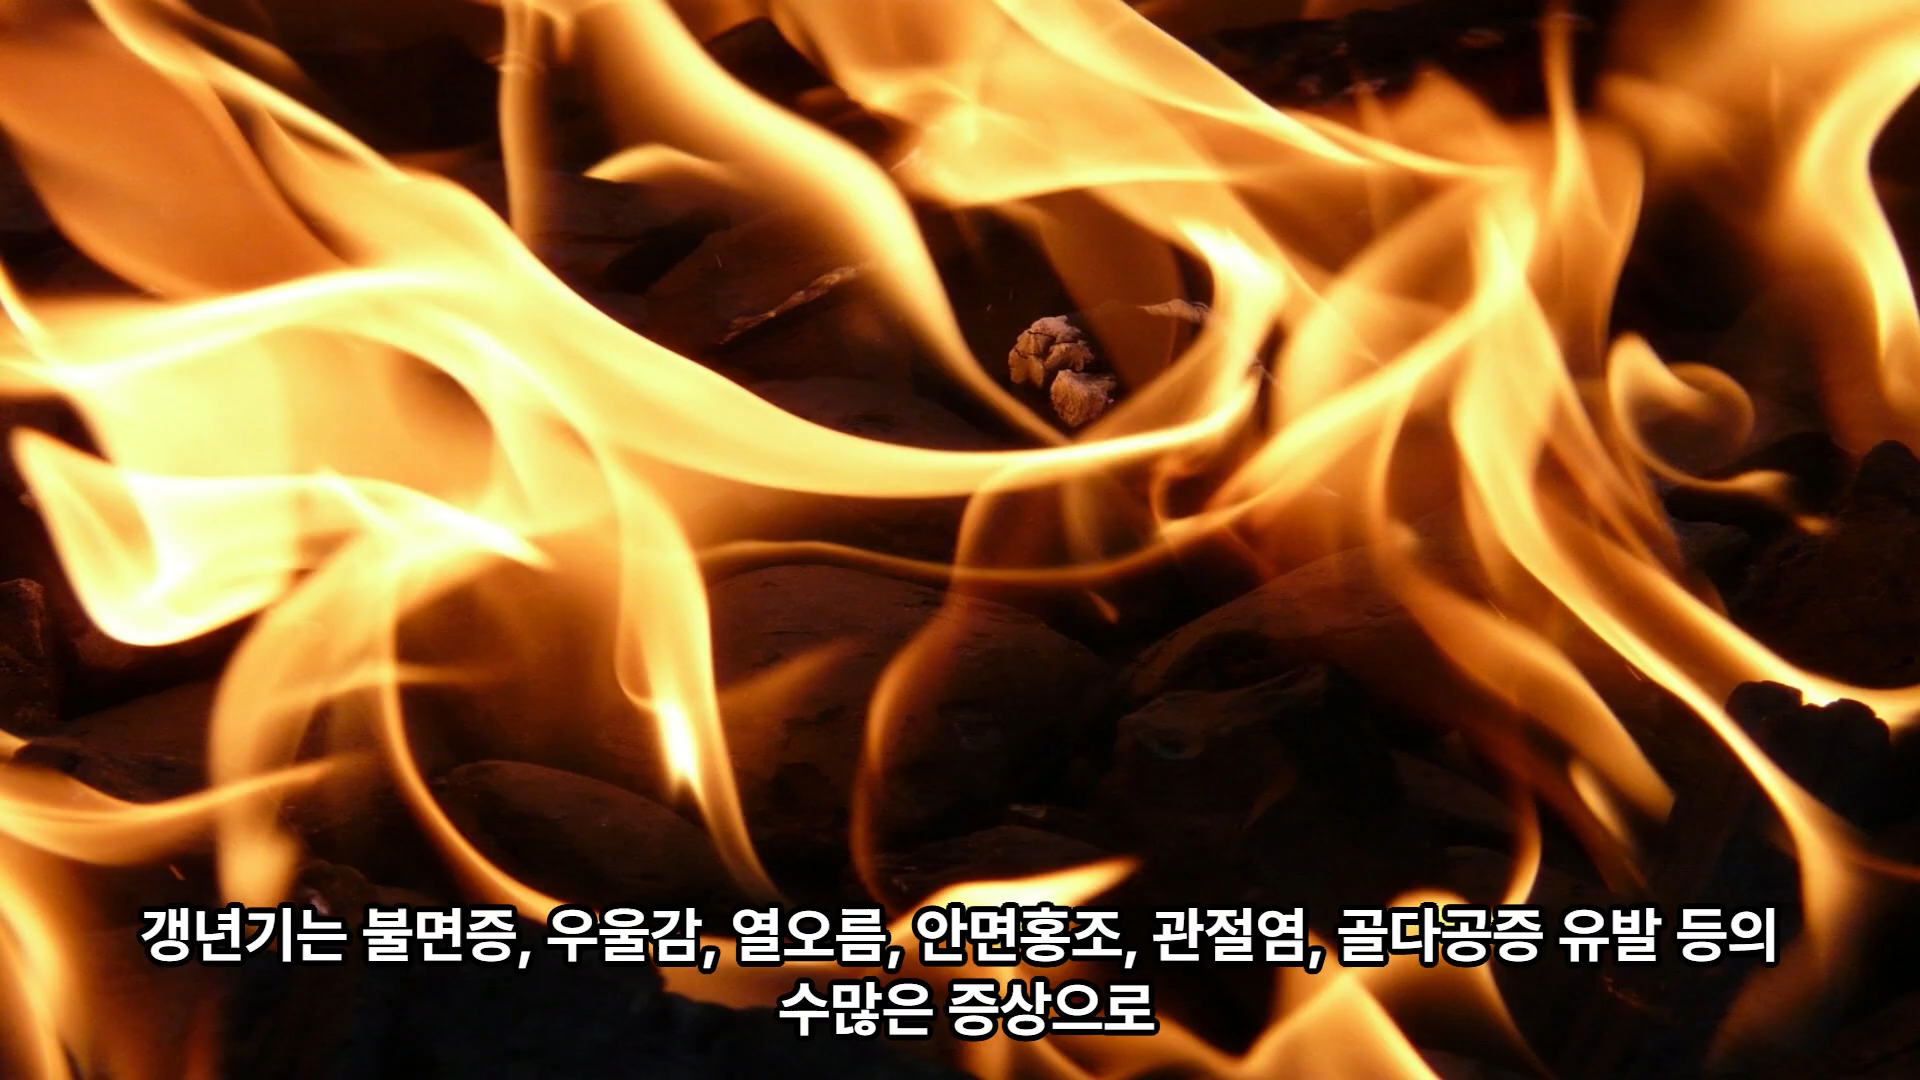 갱년기는 불면증, 우울감, 열오름, 안면홍조, 관절염, 골다공증 유발 등의
수많은 증상으로